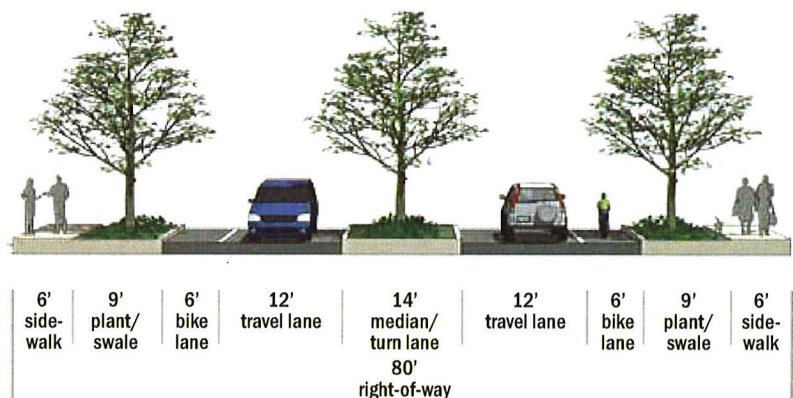 6' 9' 6' 12' 14' 12' 6' 9' 6'
side- plant/ bike travel lane median/ travel lane bike plant/ side-
walk swale lane turn lane lane swale walk
80'
right-of-way